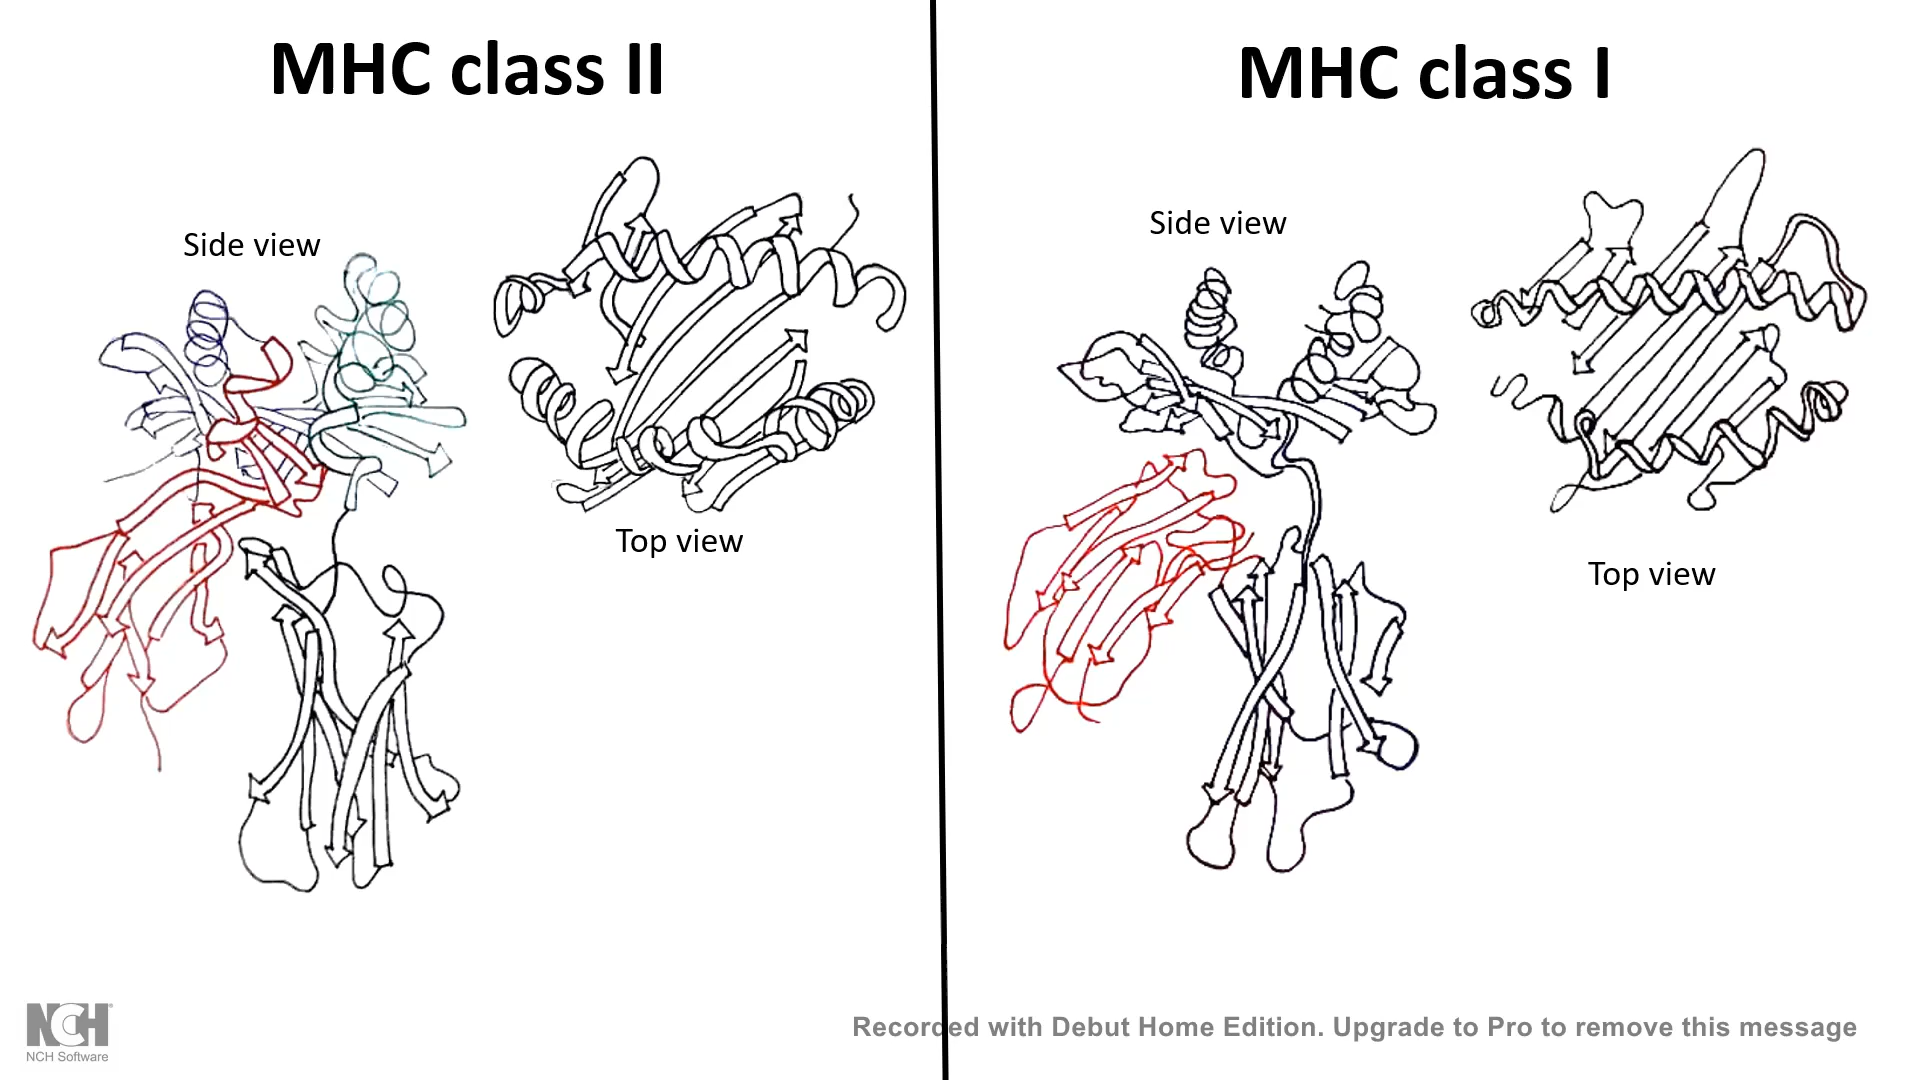 MHC class II
Side view
Top view
MHC class I
Side view
Top view
NCH
NCH Software
Recorded with Debut Home Edition. Upgrade to Pro to remove this message